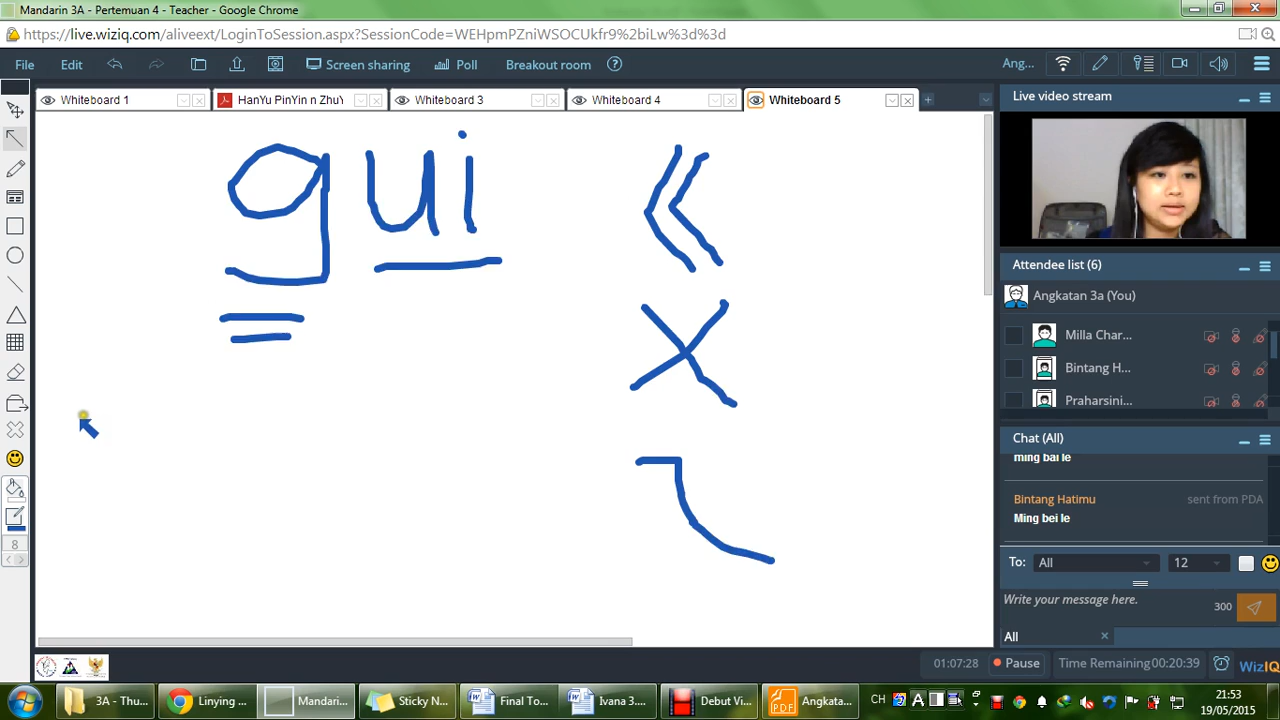 Mandarin 3A - Pertemuan 4 - Teacher - Google Chrome
https://live.wiziq.com/aliveext/LoginToSession.aspx?SessionCode=WEHpmPZniWSOCUkfr9%2biLw%3d%3d
File Edit Screen sharing Poll Breakout room ? Ang...
Whiteboard 1 HanYu PinYin n ZhuY Whiteboard 3 Whiteboard 4 Whiteboard 5
gui
ㄍ
ㄨ
ㄟ
Live video stream
Attendee list (6)
Angkatan 3a (You)
Milla Char...
Bintang H...
Praharsini...
Chat (All)
ming bai le
Bintang Hatimu sent from PDA
Ming bei le
To: All 12
Write your message here. 300
All
8
01:07:28 Pause Time Remaining 00:20:39 WizIQ
3A - Thu... Linying ... Mandari... Sticky N... Final To... Ivana 3.... Debut Vi... Angkata... CH
21:53
19/05/2015